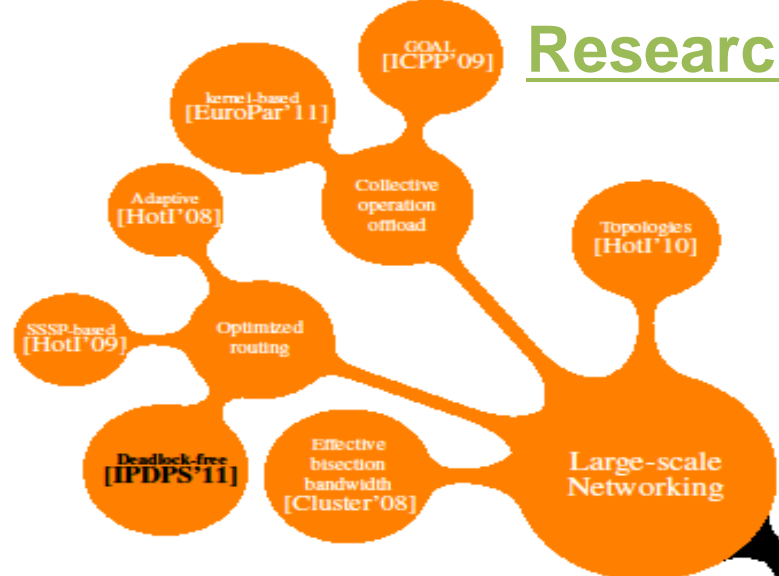 Researc
GOAL
[ICPP'09]
kernel-based
[EuroPar'11]
Collective
operation
offload
Adaptive
[HotI'08]
Topologies
[HotI'10]
SSSP-based
[HotI'09]
Optimized
routing
Deadlock-free
[IPDPS'11]
Effective
bisection
bandwidth
[Cluster'08]
Large-scale
Networking